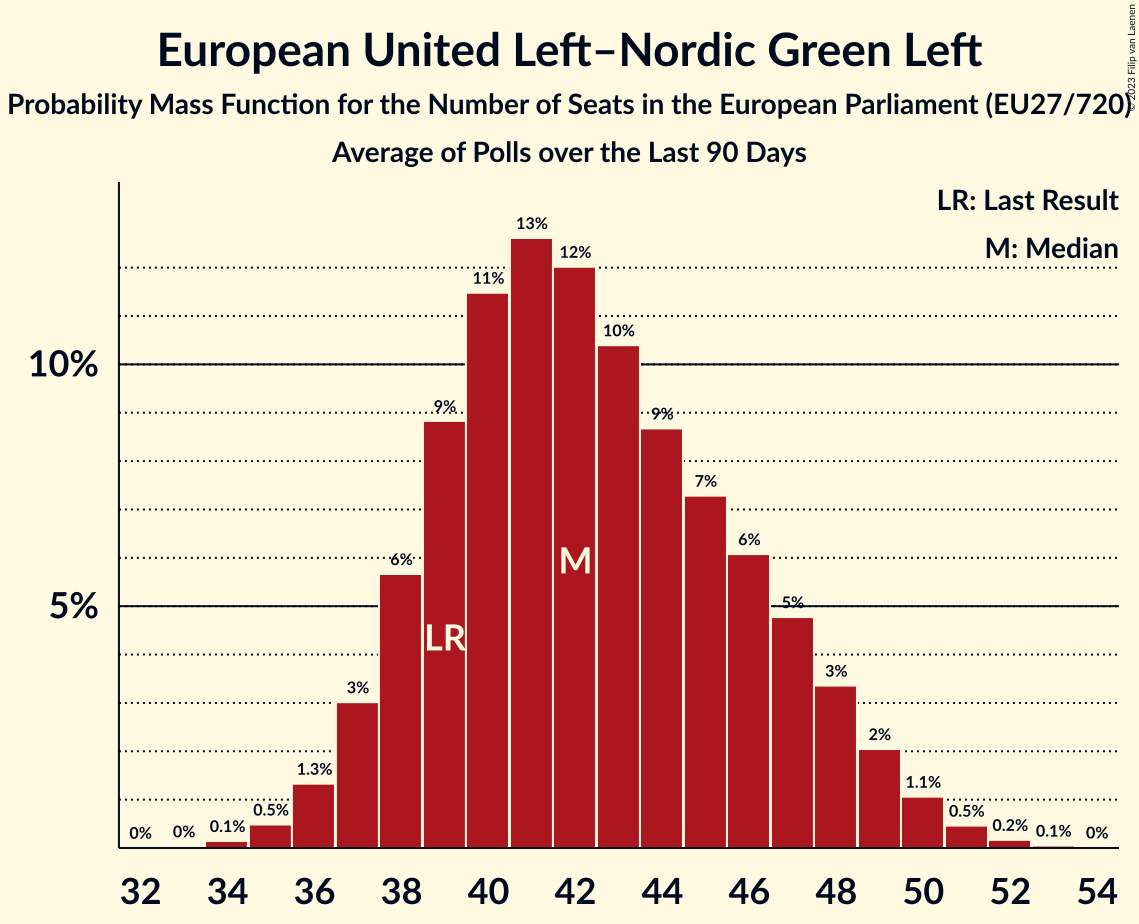 European United Left–Nordic Green Left
Probability Mass Function for the Number of Seats in the European Parliament (EU27/720)
Average of Polls over the Last 90 Days
© 2023 Filip van Laenen
LR: Last Result
M: Median
10%
5%
0%
0%
0.1%
0.5%
1.3%
3%
6%
9%
11%
13%
12%
10%
9%
7%
6%
5%
3%
2%
1.1%
0.5%
0.2%
0.1%
0%
LR
M
32 34 36 38 40 42 44 46 48 50 52 54